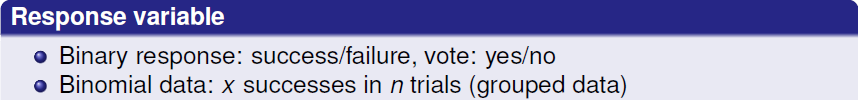 Response variable
Binary response: success/failure, vote: yes/no
Binomial data: x successes in n trials (grouped data)